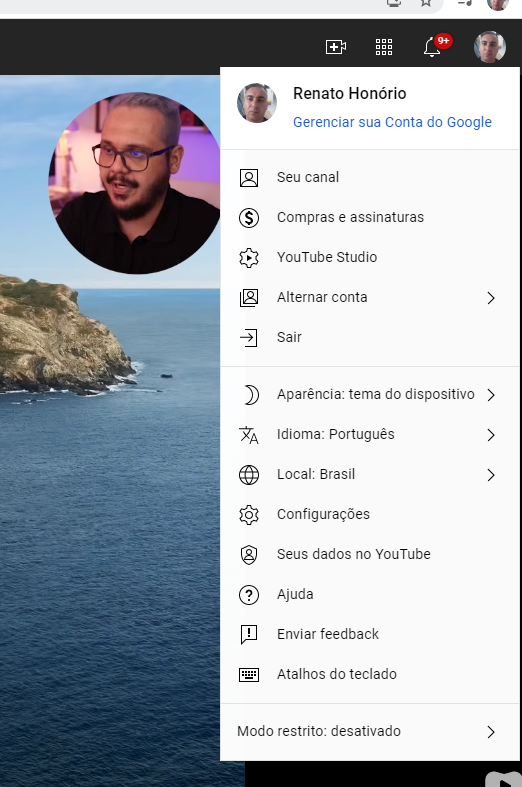 9+
Renato Honório
Gerenciar sua Conta do Google
Seu canal
Compras e assinaturas
YouTube Studio
Alternar conta
Sair
Aparência: tema do dispositivo
Idioma: Português
Local: Brasil
Configurações
Seus dados no YouTube
Ajuda
Enviar feedback
Atalhos do teclado
Modo restrito: desativado